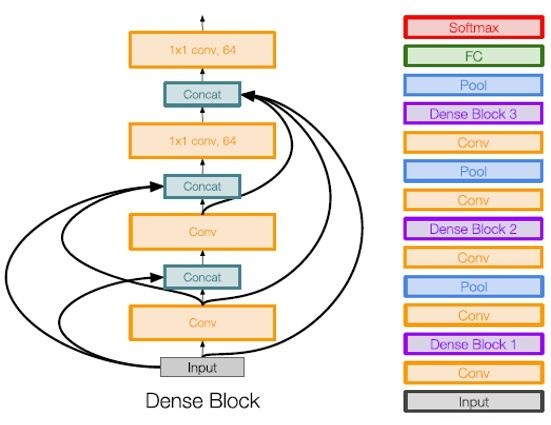 1x1 conv, 64
Concat
1x1 conv, 64
Concat
Conv
Concat
Conv
Input
Dense Block
Softmax
FC
Pool
Dense Block 3
Conv
Pool
Conv
Dense Block 2
Conv
Pool
Conv
Dense Block 1
Conv
Input